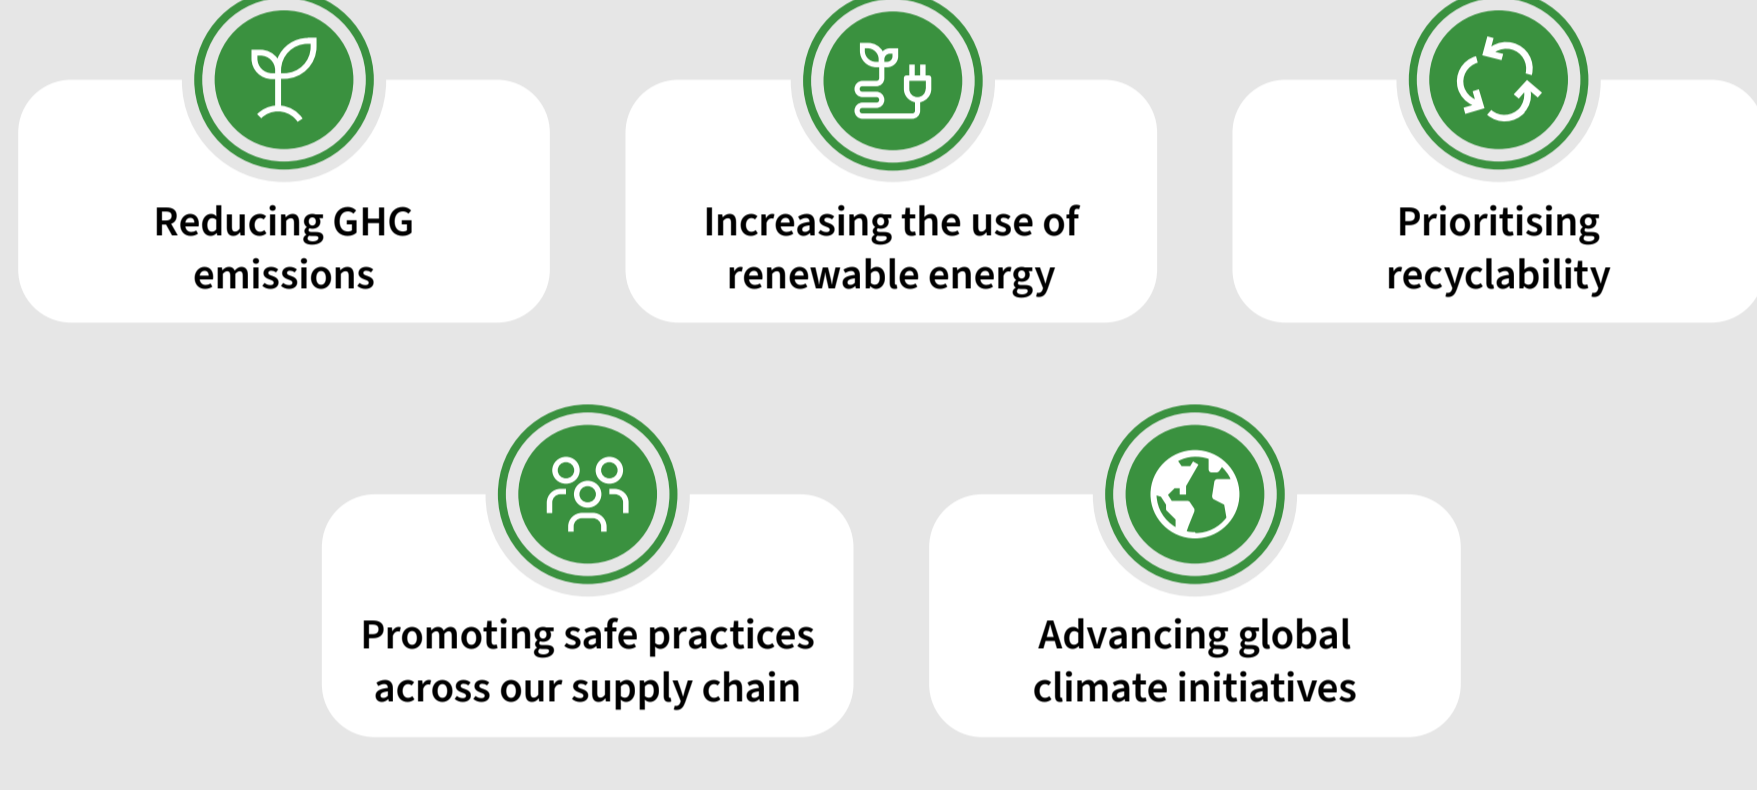 Reducing GHG
emissions
Increasing the use of
renewable energy
Prioritising
recyclability
Promoting safe practices
across our supply chain
Advancing global
climate initiatives